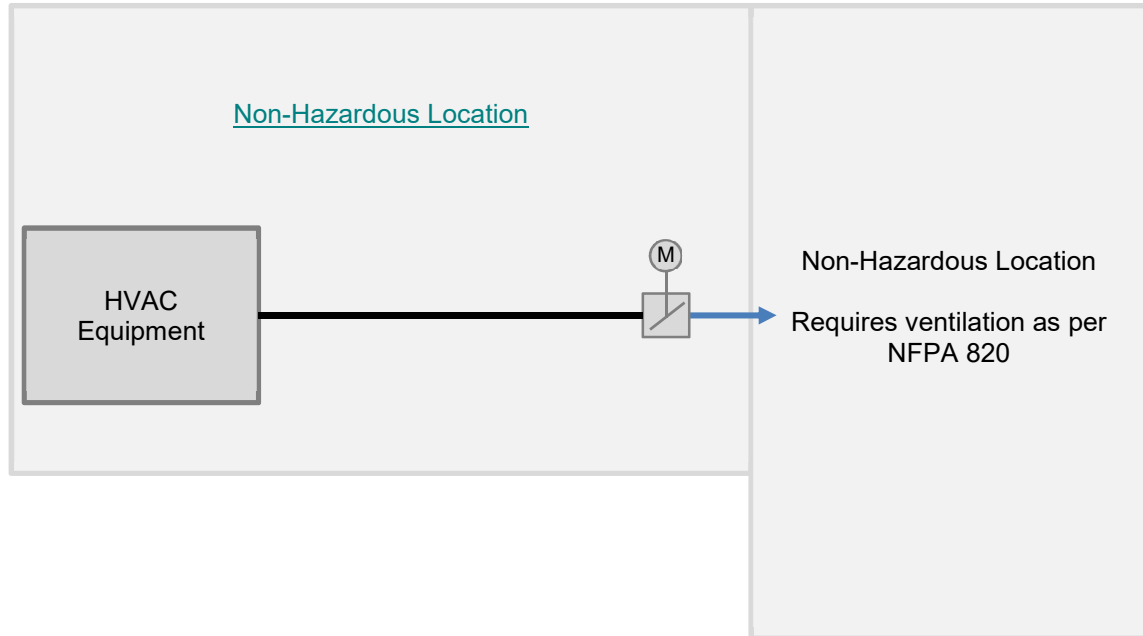 Non-Hazardous Location
M
HVAC
Equipment
Non-Hazardous Location
Requires ventilation as per
NFPA 820